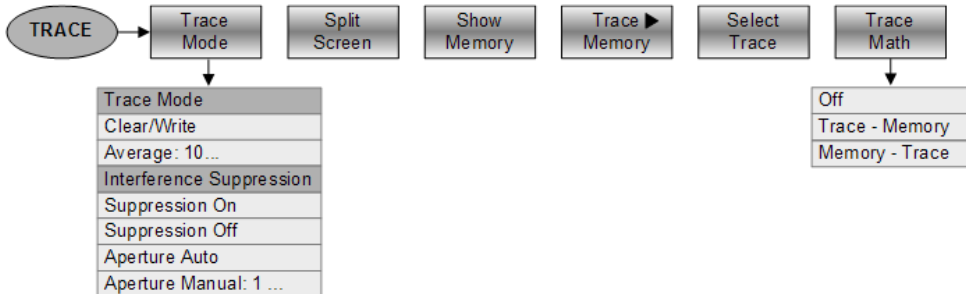 TRACE
Trace
Mode
Split
Screen
Show
Memory
Trace ▶
Memory
Select
Trace
Trace
Math
Trace Mode
Clear/Write
Average: 10...
Interference Suppression
Suppression On
Suppression Off
Aperture Auto
Aperture Manual: 1 ...
Off
Trace - Memory
Memory - Trace